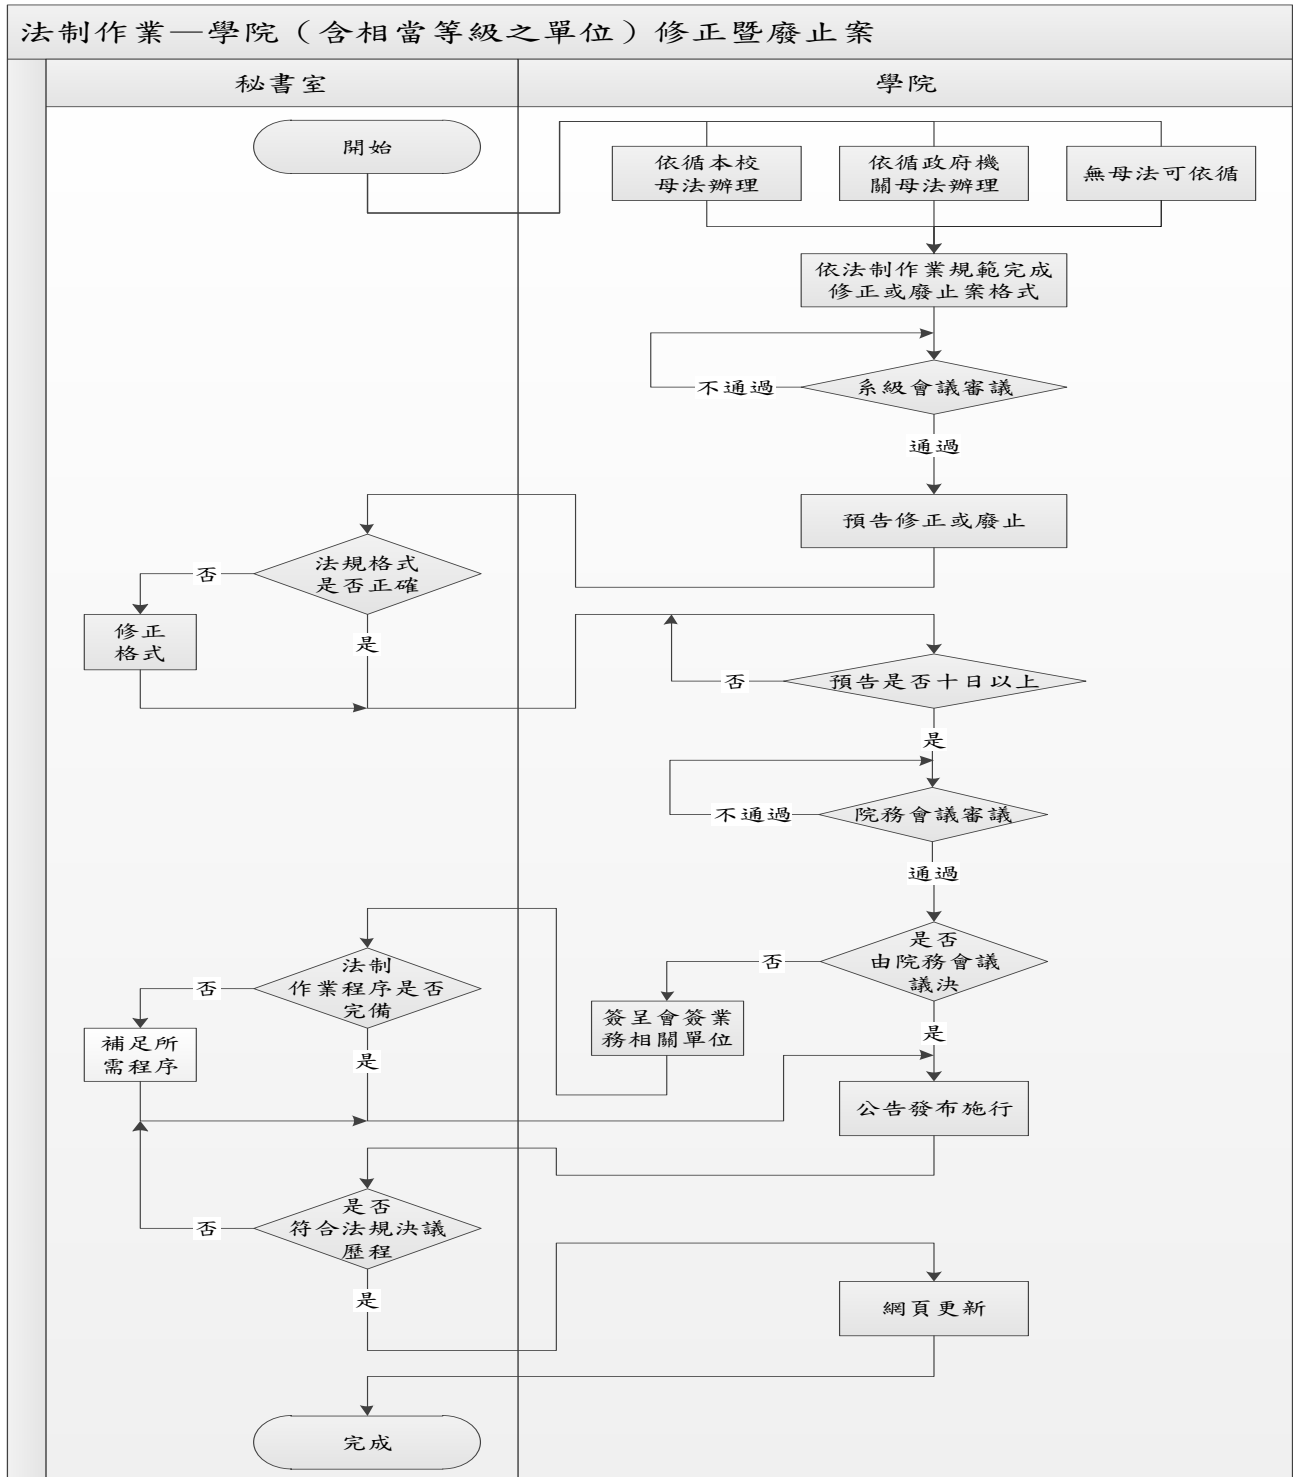 法制作業—學院（含相當等級之單位）修正暨廢止案
秘書室
學院
開始
依循本校
母法辦理
依循政府機
關母法辦理
無母法可依循
依法制作業規範完成
修正或廢止案格式
系級會議審議
不通過
通過
預告修正或廢止
法規格式
是否正確
否
修正
格式
是
預告是否十日以上
否
是
院務會議審議
不通過
通過
是否
由院務會議
議決
否
簽呈會簽業
務相關單位
是
法制
作業程序是否
完備
否
補足所
需程序
是
公告發布施行
是否
符合法規決議
歷程
否
是
網頁更新
完成